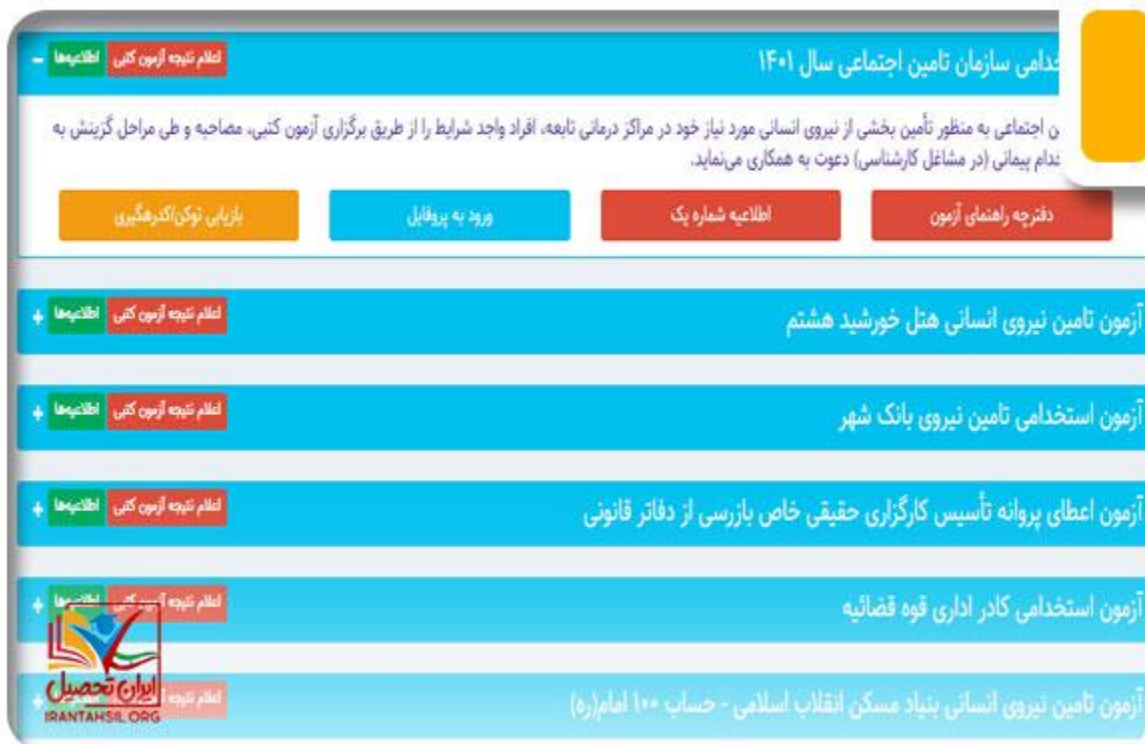 خدامی سازمان تامین اجتماعی سال ۱۴۰۱
اعلام نتیجه آزمون کتبی اطلاعیه‌ها -
ن اجتماعی به منظور تأمین بخشی از نیروی انسانی مورد نیاز خود در مراکز درمانی تابعه، افراد واجد شرایط را از طریق برگزاری آزمون کتبی، مصاحبه و طی مراحل گزینش به
خدام پیمانی (در مشاغل کارشناسی) دعوت به همکاری می‌نماید.
دفترچه راهنمای آزمون
اطلاعیه شماره یک
ورود به پروفایل
بازیابی توکن/کدرهگیری
آزمون تامین نیروی انسانی هتل خورشید هشتم
اعلام نتیجه آزمون کتبی اطلاعیه‌ها +
آزمون استخدامی تامین نیروی بانک شهر
اعلام نتیجه آزمون کتبی اطلاعیه‌ها +
آزمون اعطای پروانه تأسیس کارگزاری حقیقی خاص بازرسی از دفاتر قانونی
اعلام نتیجه آزمون کتبی اطلاعیه‌ها +
آزمون استخدامی کادر اداری قوه قضائیه
اعلام نتیجه آزمون کتبی اطلاعیه‌ها +
آزمون تامین نیروی انسانی بنیاد مسکن انقلاب اسلامی - حساب ۱۰۰ امام(ره)
اعلام نتیجه آزمون کتبی
ایران تحصیل
IRANTAHSIL.ORG